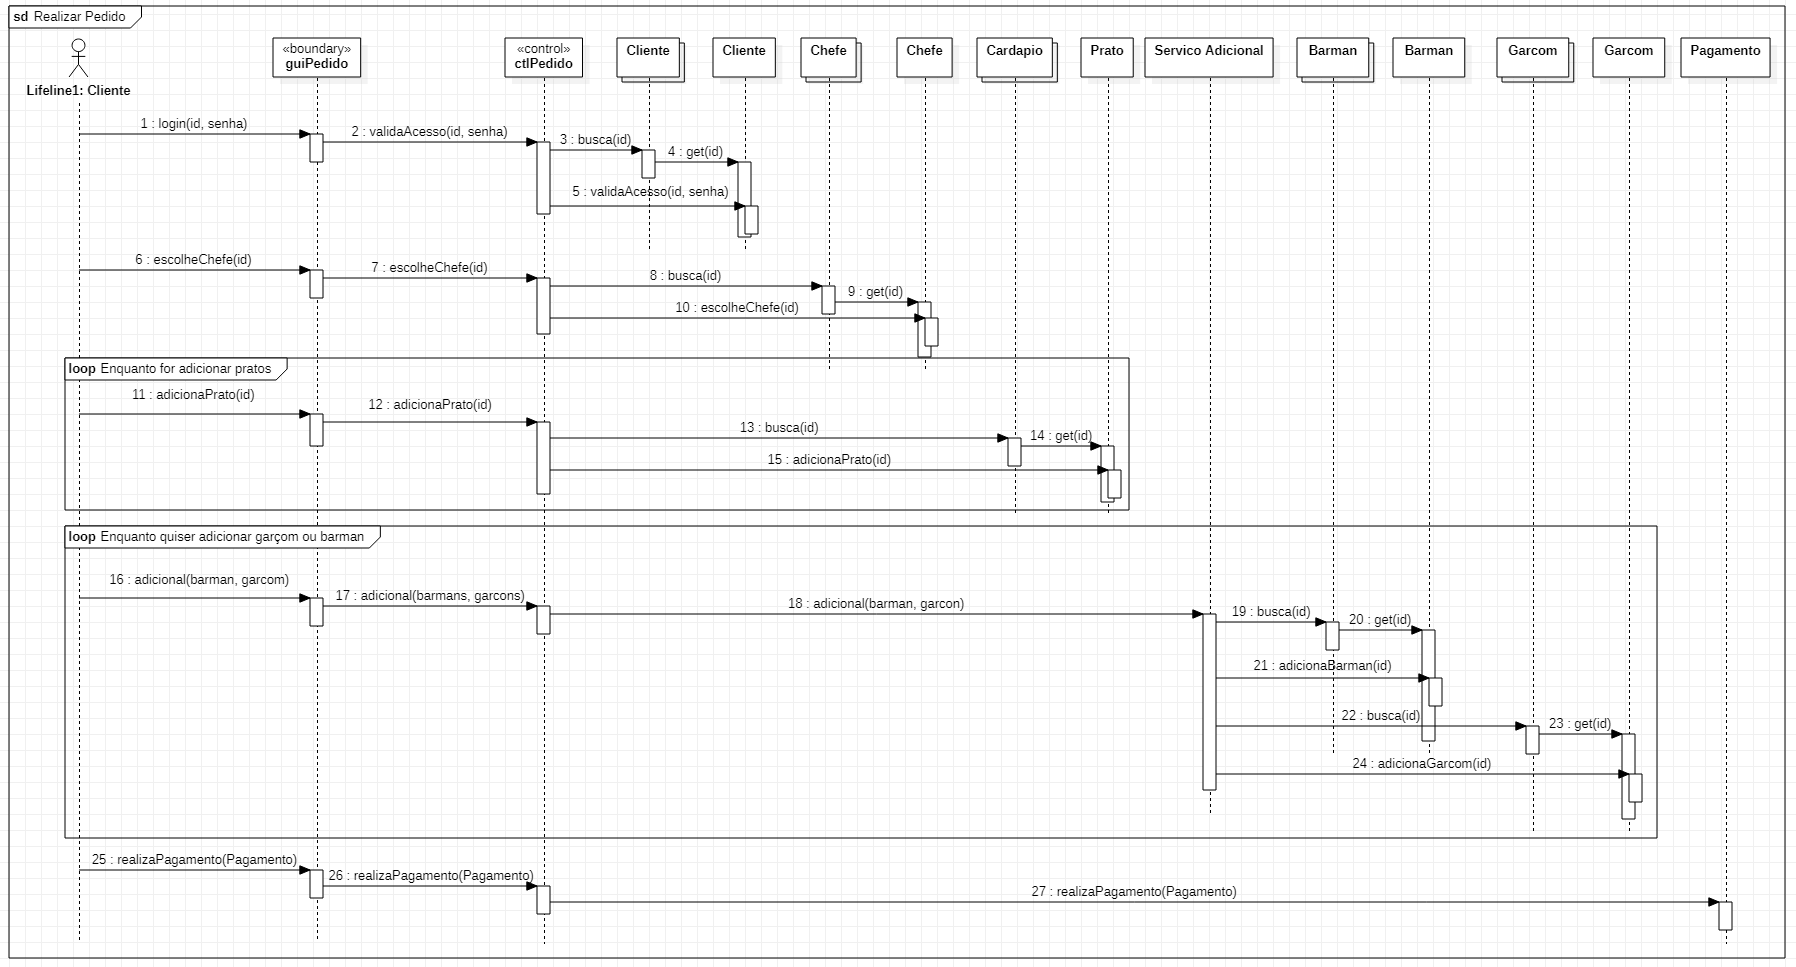 sd Realizar Pedido
Lifeline1: Cliente
«boundary»
guiPedido
«control»
ctlPedido
Cliente
Cliente
Chefe
Chefe
Cardapio
Prato
Servico Adicional
Barman
Barman
Garcom
Garcom
Pagamento
1 : login(id, senha)
2 : validaAcesso(id, senha)
3 : busca(id)
4 : get(id)
5 : validaAcesso(id, senha)
6 : escolheChefe(id)
7 : escolheChefe(id)
8 : busca(id)
9 : get(id)
10 : escolheChefe(id)
loop Enquanto for adicionar pratos
11 : adicionaPrato(id)
12 : adicionaPrato(id)
13 : busca(id)
14 : get(id)
15 : adicionaPrato(id)
loop Enquanto quiser adicionar garçom ou barman
16 : adicional(barman, garcom)
17 : adicional(barmans, garcons)
18 : adicional(barman, garcon)
19 : busca(id)
20 : get(id)
21 : adicionaBarman(id)
22 : busca(id)
23 : get(id)
24 : adicionaGarcom(id)
25 : realizaPagamento(Pagamento)
26 : realizaPagamento(Pagamento)
27 : realizaPagamento(Pagamento)